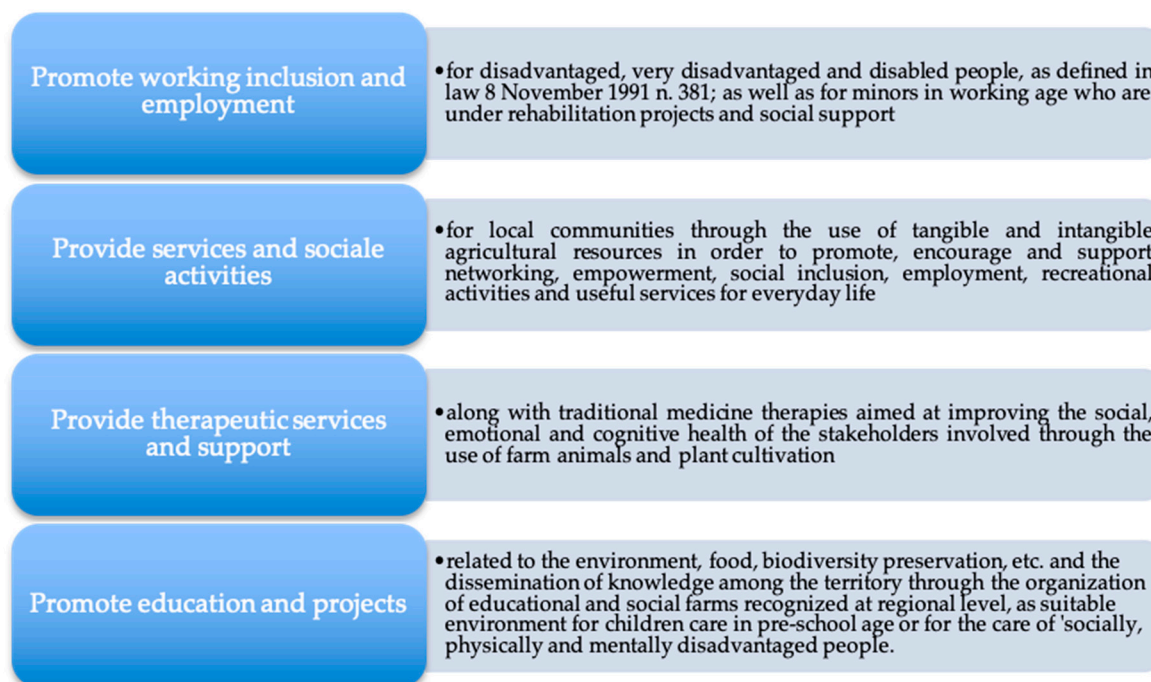 Promote working inclusion and
employment
•for disadvantaged, very disadvantaged and disabled people, as defined in
law 8 November 1991 n. 381; as well as for minors in working age who are
under rehabilitation projects and social support
Provide services and sociale
activities
•for local communities through the use of tangible and intangible
agricultural resources in order to promote, encourage and support
networking, empowerment, social inclusion, employment, recreational
activities and useful services for everyday life
Provide therapeutic services
and support
•along with traditional medicine therapies aimed at improving the social,
emotional and cognitive health of the stakeholders involved through the
use of farm animals and plant cultivation
Promote education and projects
•related to the environment, food, biodiversity preservation, etc. and the
dissemination of knowledge among the territory through the organization
of educational and social farms recognized at regional level, as suitable
environment for children care in pre-school age or for the care of 'socially,
physically and mentally disadvantaged people.